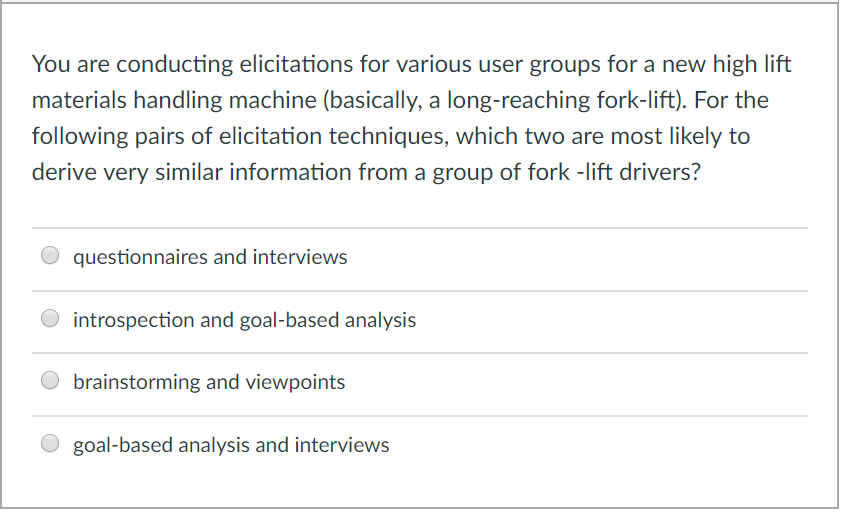 You are conducting elicitations for various user groups for a new high lift
materials handling machine (basically, a long-reaching fork-lift). For the
following pairs of elicitation techniques, which two are most likely to
derive very similar information from a group of fork -lift drivers?
questionnaires and interviews
introspection and goal-based analysis
brainstorming and viewpoints
goal-based analysis and interviews